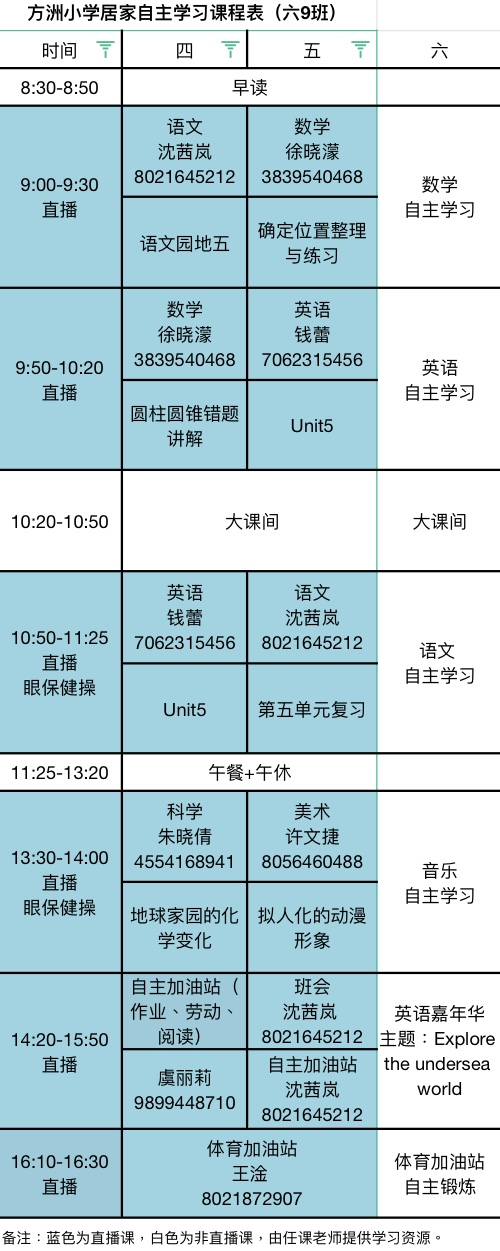 方洲小学居家自主学习课程表（六9班）
时间 四 五 六
8:30-8:50 早读
9:00-9:30
直播
语文
沈茜岚
8021645212
数学
徐晓濛
3839540468
数学
自主学习
语文园地五
确定位置整理
与练习
9:50-10:20
直播
数学
徐晓濛
3839540468
英语
钱蕾
7062315456
英语
自主学习
圆柱圆锥错题
讲解
Unit5
10:20-10:50 大课间 大课间
10:50-11:25
直播
眼保健操
英语
钱蕾
7062315456
语文
沈茜岚
8021645212
语文
自主学习
Unit5
第五单元复习
11:25-13:20 午餐+午休
13:30-14:00
直播
眼保健操
科学
朱晓倩
4554168941
美术
许文捷
8056460488
音乐
自主学习
地球家园的化
学变化
拟人化的动漫
形象
14:20-15:50
直播
自主加油站（
作业、劳动、
阅读）
班会
沈茜岚
8021645212
英语嘉年华
主题：Explore
the undersea
world
虞丽莉
9899448710
自主加油站
沈茜岚
8021645212
16:10-16:30
直播
体育加油站
王淦
8021872907
体育加油站
自主锻炼
备注：蓝色为直播课，白色为非直播课，由任课老师提供学习资源。